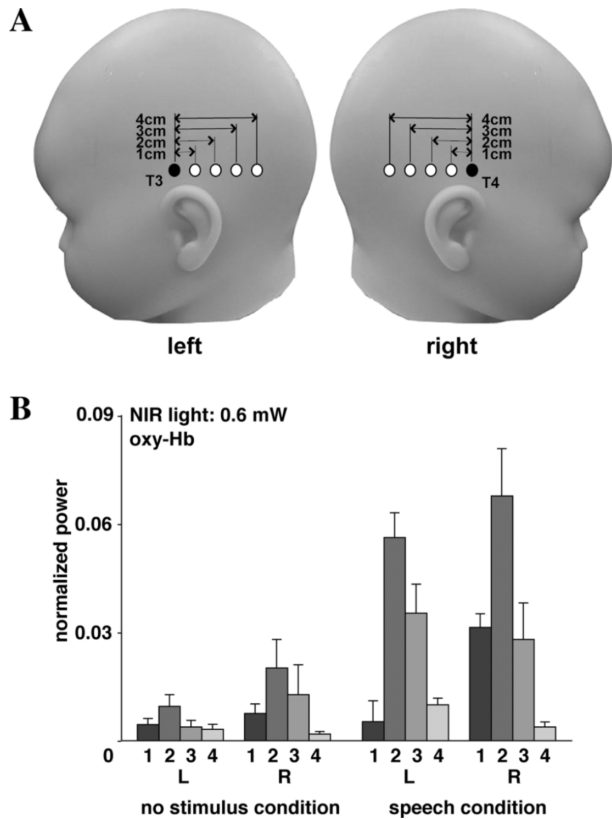 A
4cm
3cm
2cm
1cm
T3
4cm
3cm
2cm
1cm
T4
left
right
B
NIR light: 0.6 mW
oxy-Hb
normalized power
0.09
0.06
0.03
0
1 2 3 4 1 2 3 4 1 2 3 4 1 2 3 4
L R L R
no stimulus condition speech condition